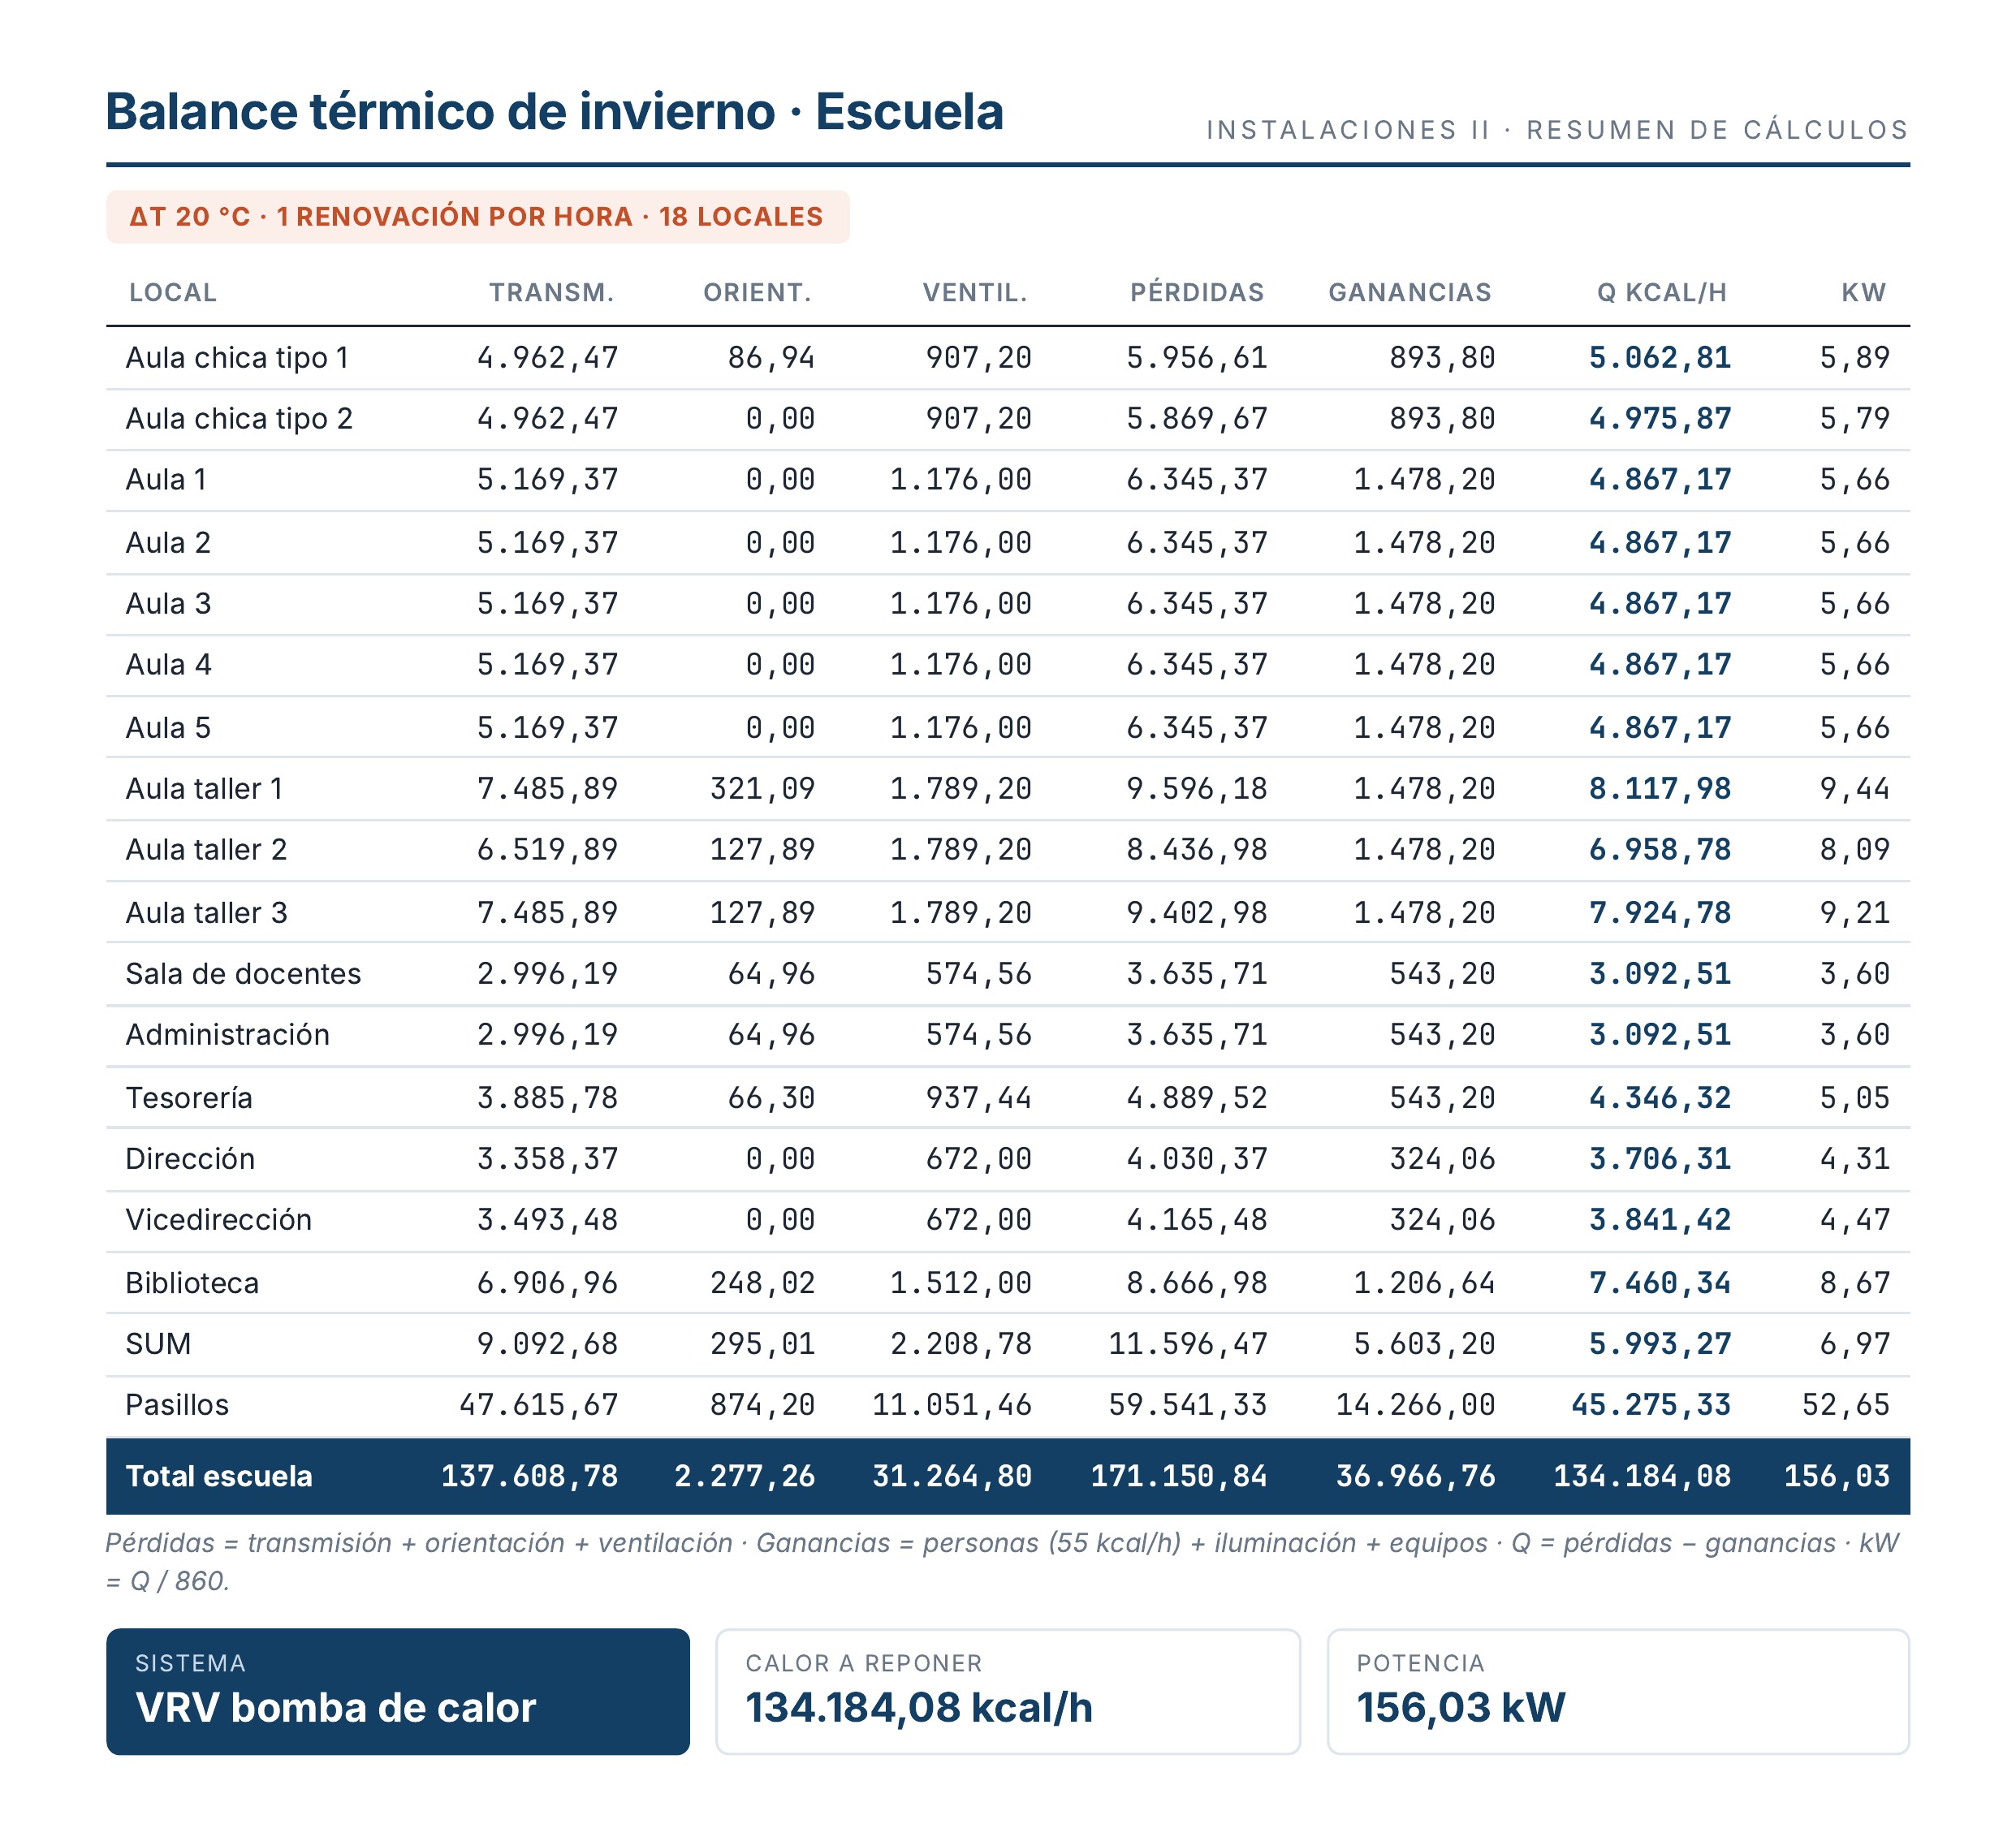 Balance térmico de invierno · Escuela
INSTALACIONES II · RESUMEN DE CÁLCULOS
ΔT 20 °C · 1 RENOVACIÓN POR HORA · 18 LOCALES
LOCAL TRANSM. ORIENT. VENTIL. PÉRDIDAS GANANCIAS Q KCAL/H KW
Aula chica tipo 1 4.962,47 86,94 907,20 5.956,61 893,80 5.062,81 5,89
Aula chica tipo 2 4.962,47 0,00 907,20 5.869,67 893,80 4.975,87 5,79
Aula 1 5.169,37 0,00 1.176,00 6.345,37 1.478,20 4.867,17 5,66
Aula 2 5.169,37 0,00 1.176,00 6.345,37 1.478,20 4.867,17 5,66
Aula 3 5.169,37 0,00 1.176,00 6.345,37 1.478,20 4.867,17 5,66
Aula 4 5.169,37 0,00 1.176,00 6.345,37 1.478,20 4.867,17 5,66
Aula 5 5.169,37 0,00 1.176,00 6.345,37 1.478,20 4.867,17 5,66
Aula taller 1 7.485,89 321,09 1.789,20 9.596,18 1.478,20 8.117,98 9,44
Aula taller 2 6.519,89 127,89 1.789,20 8.436,98 1.478,20 6.958,78 8,09
Aula taller 3 7.485,89 127,89 1.789,20 9.402,98 1.478,20 7.924,78 9,21
Sala de docentes 2.996,19 64,96 574,56 3.635,71 543,20 3.092,51 3,60
Administración 2.996,19 64,96 574,56 3.635,71 543,20 3.092,51 3,60
Tesorería 3.885,78 66,30 937,44 4.889,52 543,20 4.346,32 5,05
Dirección 3.358,37 0,00 672,00 4.030,37 324,06 3.706,31 4,31
Vicedirección 3.493,48 0,00 672,00 4.165,48 324,06 3.841,42 4,47
Biblioteca 6.906,96 248,02 1.512,00 8.666,98 1.206,64 7.460,34 8,67
SUM 9.092,68 295,01 2.208,78 11.596,47 5.603,20 5.993,27 6,97
Pasillos 47.615,67 874,20 11.051,46 59.541,33 14.266,00 45.275,33 52,65
Total escuela 137.608,78 2.277,26 31.264,80 171.150,84 36.966,76 134.184,08 156,03
Pérdidas = transmisión + orientación + ventilación · Ganancias = personas (55 kcal/h) + iluminación + equipos · Q = pérdidas − ganancias · kW
= Q / 860.
SISTEMA
VRV bomba de calor
CALOR A REPONER
134.184,08 kcal/h
POTENCIA
156,03 kW